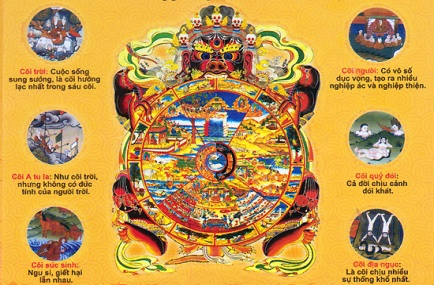 Cõi trời: Cuộc sống
sung sướng, là cõi hưởng
lạc nhất trong sáu cõi.
Cõi người: Có vô số
dục vọng, tạo ra nhiều
nghiệp ác và nghiệp thiện.
Cõi A tu la: Như cõi trời,
nhưng không có đức
tính của người trời.
Cõi quỷ đói:
Cả đời chịu cảnh
đói khát.
Cõi súc sinh:
Ngu si, giết hại
lẫn nhau.
Cõi địa ngục:
Là cõi chịu nhiều
sự thống khổ nhất.